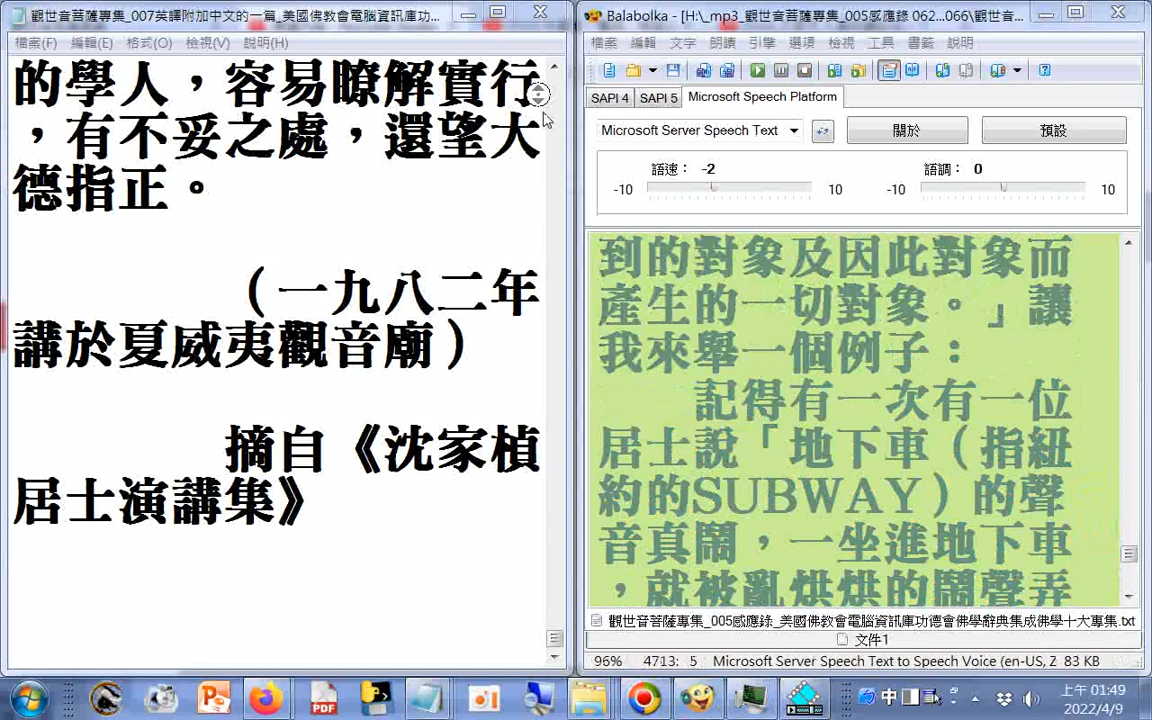 觀世音菩薩專集_007英譯附加中文的一篇_美國佛教會電腦資訊庫功...
檔案(F) 編輯(E) 格式(O) 檢視(V) 說明(H)
的學人，容易瞭解實行
，有不妥之處，還望大
德指正。
（一九八二年
講於夏威夷觀音廟）
摘自《沈家楨
居士演講集》
Balabolka - [H:\_mp3_觀世音菩薩專集_005感應錄 062...066\觀世音...
檔案 編輯 文字 朗讀 引擎 選項 檢視 工具 書籤 說明
SAPI 4 SAPI 5 Microsoft Speech Platform
Microsoft Server Speech Text 關於 預設
語速： -2 語調： 0
-10 10 -10 10
到的對象及因此對象而
產生的一切對象。」讓
我來舉一個例子：
記得有一次有一位
居士說「地下車（指紐
約的SUBWAY）的聲
音真鬧，一坐進地下車
，就被亂烘烘的鬧聲弄
觀世音菩薩專集_005感應錄_美國佛教會電腦資訊庫功德會佛學辭典集成佛學十大專集.txt
文件1
96% 4713: 5 Microsoft Server Speech Text to Speech Voice (en-US, Z 83 KB
中
上午 01:49
2022/4/9